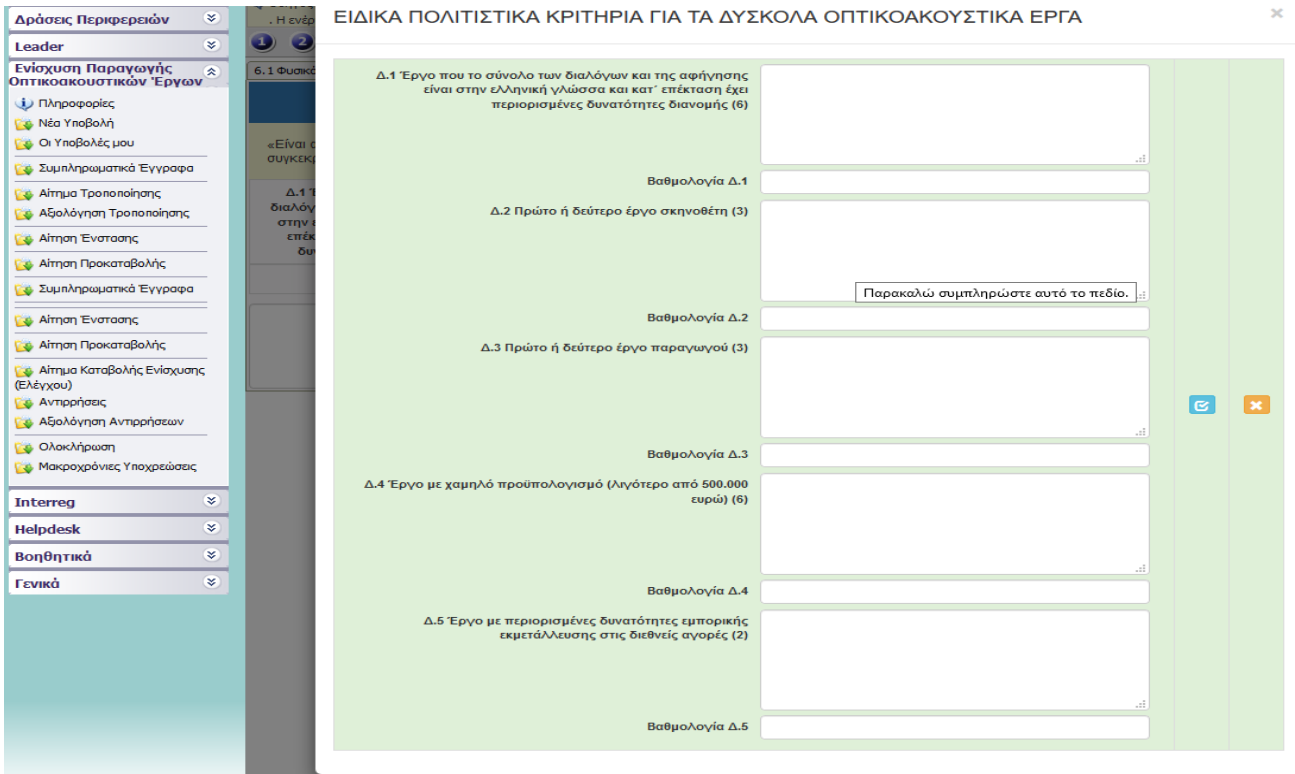 Δράσεις Περιφερειών
Leader
Ενίσχυση Παραγωγής
Οπτικοακουστικών Έργων
Πληροφορίες
Νέα Υποβολή
Οι Υποβολές μου
Συμπληρωματικά Έγγραφα
Αίτημα Τροποποίησης
Αξιολόγηση Τροποποίησης
Αίτηση Ένστασης
Αίτηση Προκαταβολής
Συμπληρωματικά Έγγραφα
Αίτηση Ένστασης
Αίτηση Προκαταβολής
Αίτημα Καταβολής Ενίσχυσης
(Ελέγχου)
Αντιρρήσεις
Αξιολόγηση Αντιρρήσεων
Ολοκλήρωση
Μακροχρόνιες Υποχρεώσεις
Interreg
Helpdesk
Βοηθητικά
Γενικά
. Η ενέρ
1 2
6.1 Φυσικό
«Είναι
συγκεκρ
Δ.1
διαλόγ
στην ε
επέκ
δυ
ΕΙΔΙΚΑ ΠΟΛΙΤΙΣΤΙΚΑ ΚΡΙΤΗΡΙΑ ΓΙΑ ΤΑ ΔΥΣΚΟΛΑ ΟΠΤΙΚΟΑΚΟΥΣΤΙΚΑ ΕΡΓΑ
Δ.1 Έργο που το σύνολο των διαλόγων και της αφήγησης
είναι στην ελληνική γλώσσα και κατ΄ επέκταση έχει
περιορισμένες δυνατότητες διανομής (6)
Βαθμολογία Δ.1
Δ.2 Πρώτο ή δεύτερο έργο σκηνοθέτη (3)
Παρακαλώ συμπληρώστε αυτό το πεδίο.
Βαθμολογία Δ.2
Δ.3 Πρώτο ή δεύτερο έργο παραγωγού (3)
Βαθμολογία Δ.3
Δ.4 Έργο με χαμηλό προϋπολογισμό (λιγότερο από 500.000
ευρώ) (6)
Βαθμολογία Δ.4
Δ.5 Έργο με περιορισμένες δυνατότητες εμπορικής
εκμετάλλευσης στις διεθνείς αγορές (2)
Βαθμολογία Δ.5